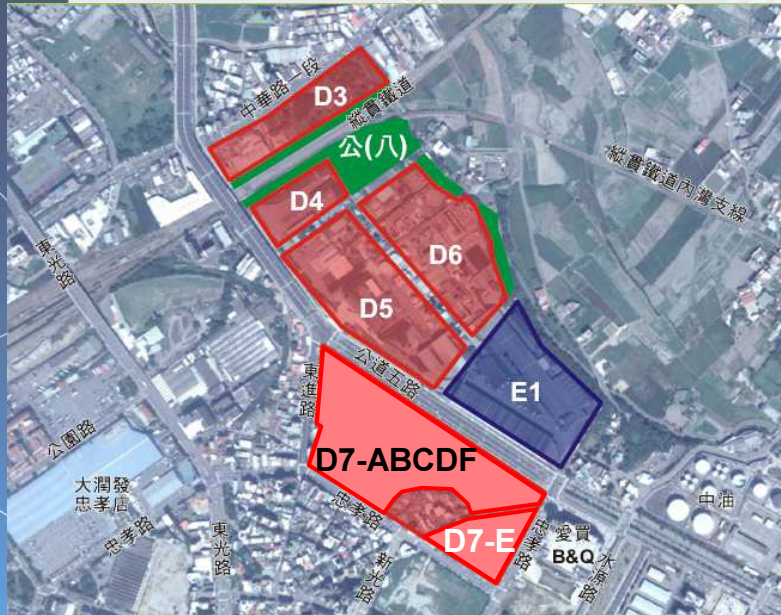 中華路一段
D3
縱貫鐵道
公(八)
縱貫鐵道內灣支線
D4
D6
東光路
D5
公道五路
E1
東進路
公園路
D7-ABCDF
大潤發
忠孝店
忠孝路
中油
忠孝路
東光路
新光路
D7-E
忠孝路
愛買
B&Q
水源路